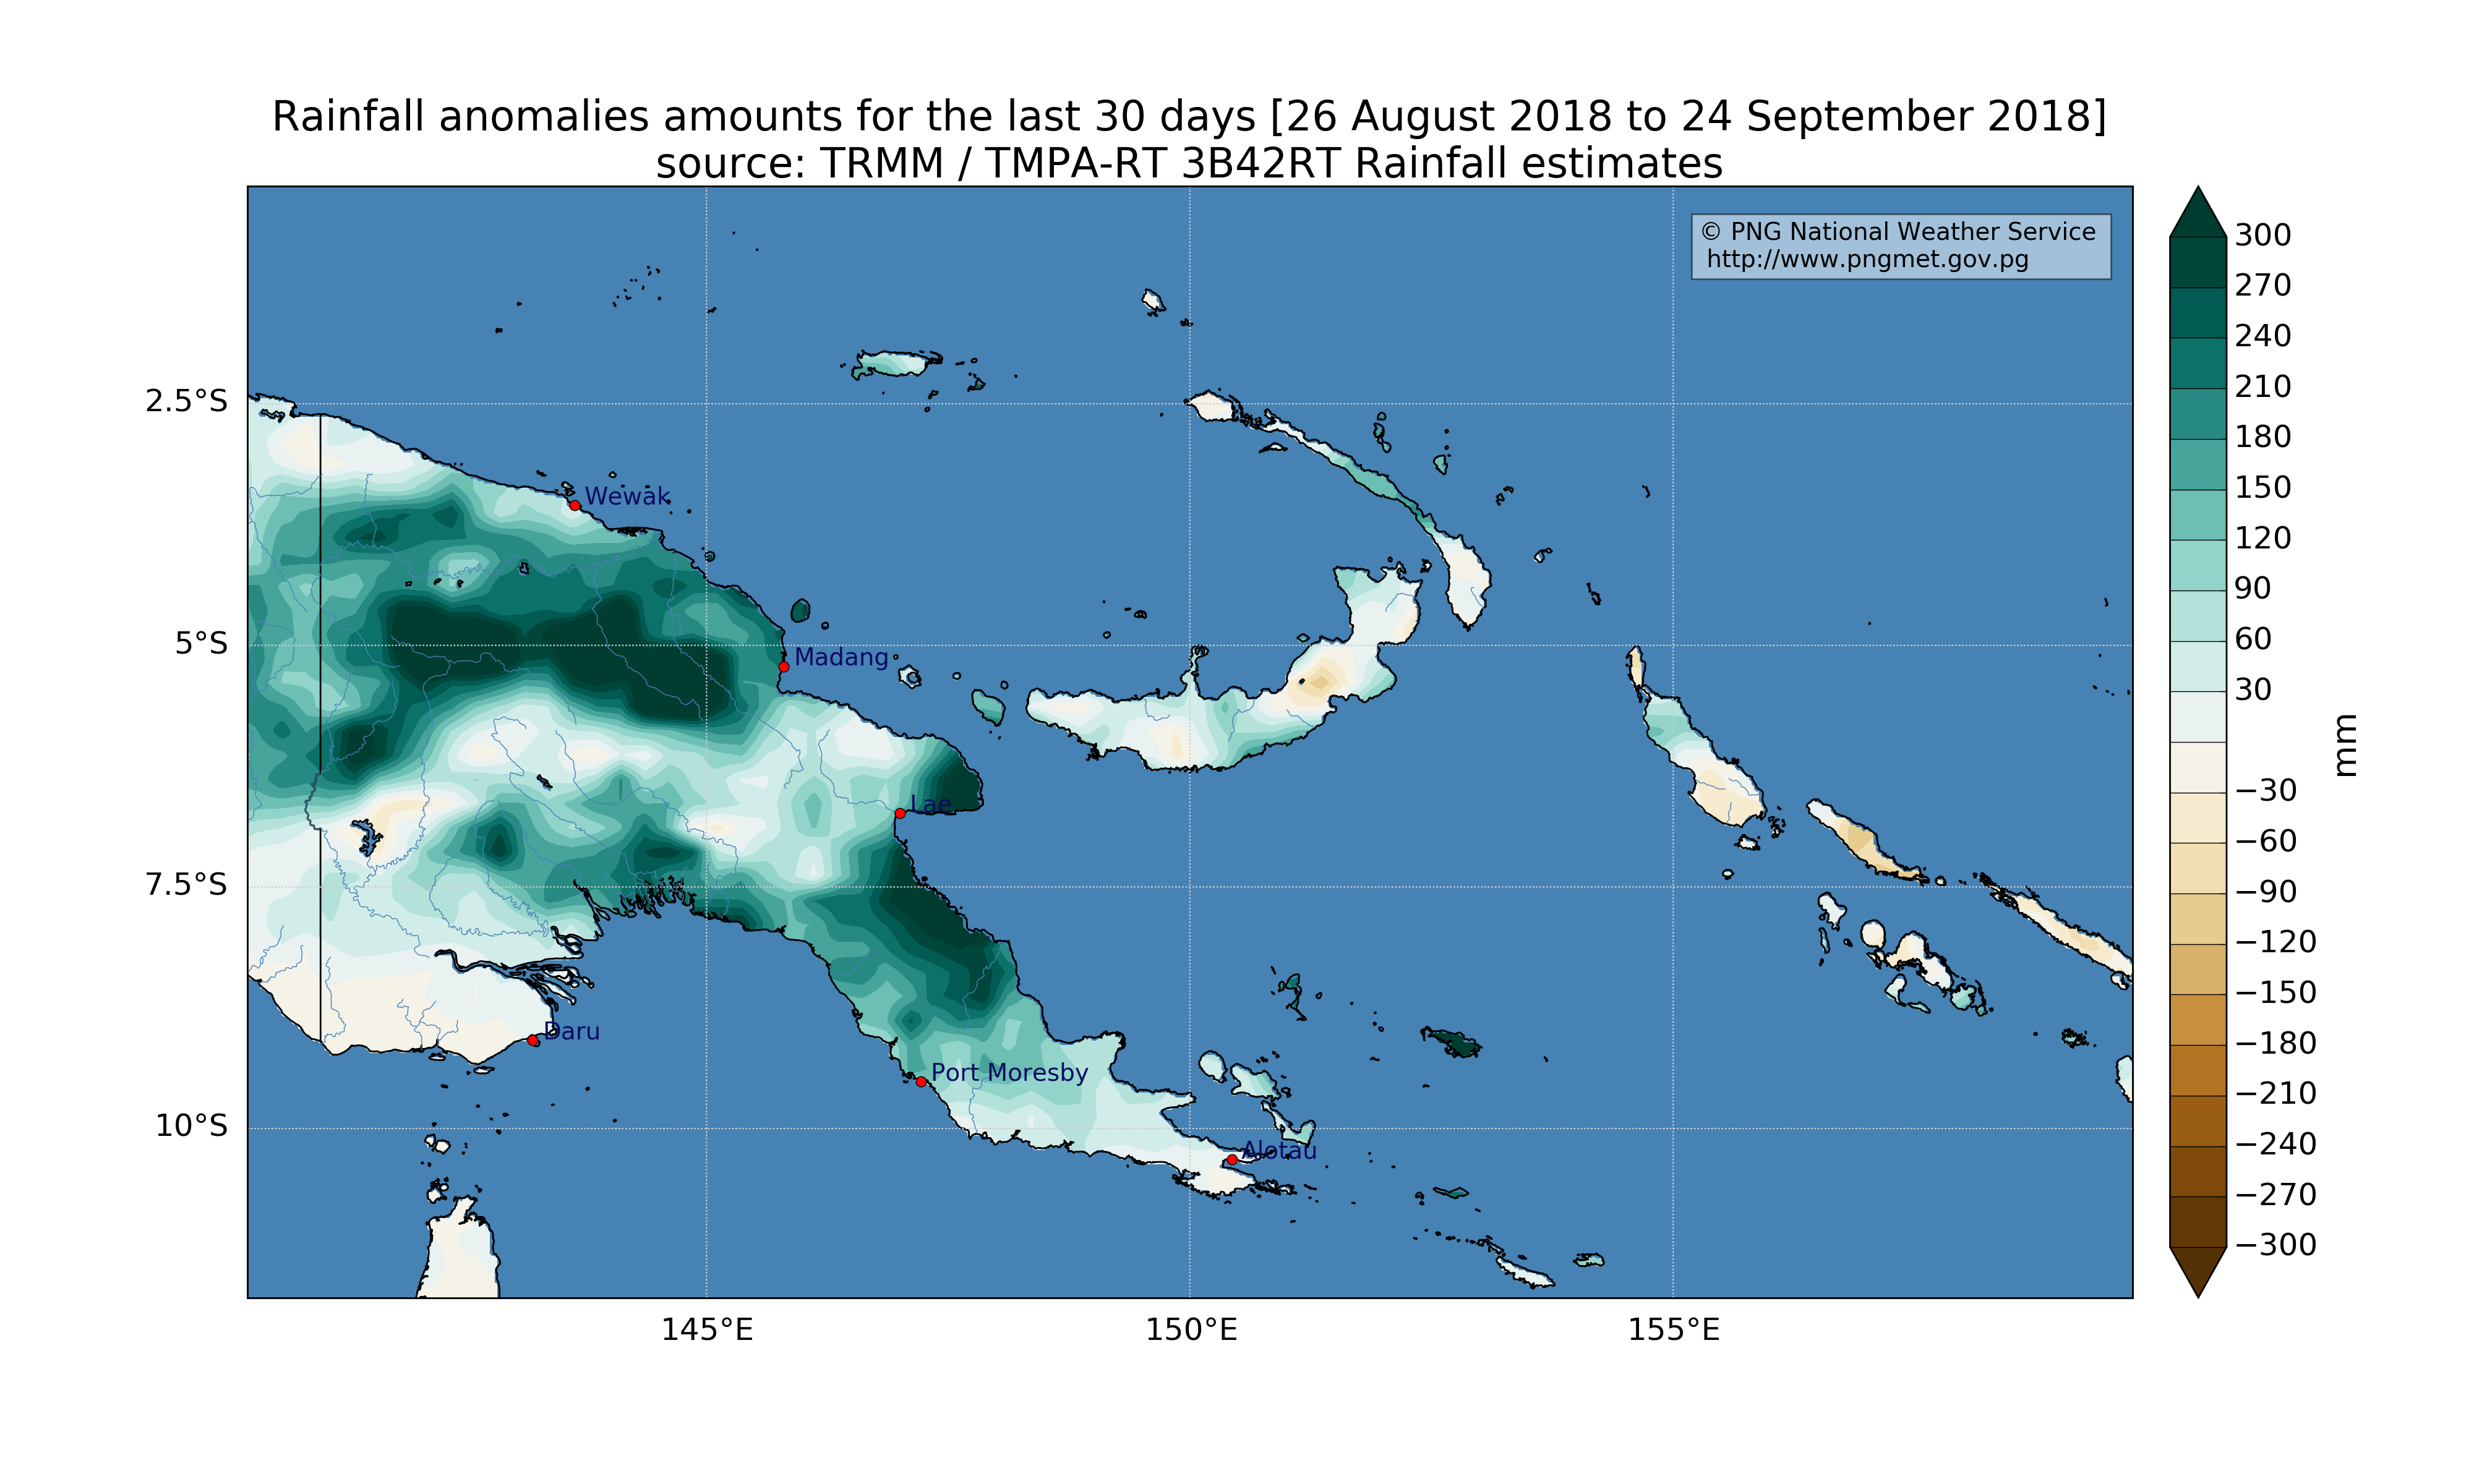 Rainfall anomalies amounts for the last 30 days [26 August 2018 to 24 September 2018]
source: TRMM / TMPA-RT 3B42RT Rainfall estimates
© PNG National Weather Service
http://www.pngmet.gov.pg
2.5°S
5°S
7.5°S
10°S
145°E
150°E
155°E
Wewak
Madang
Lae
Daru
Port Moresby
Alotau
300
270
240
210
180
150
120
90
60
30
−30
−60
−90
−120
−150
−180
−210
−240
−270
−300
mm